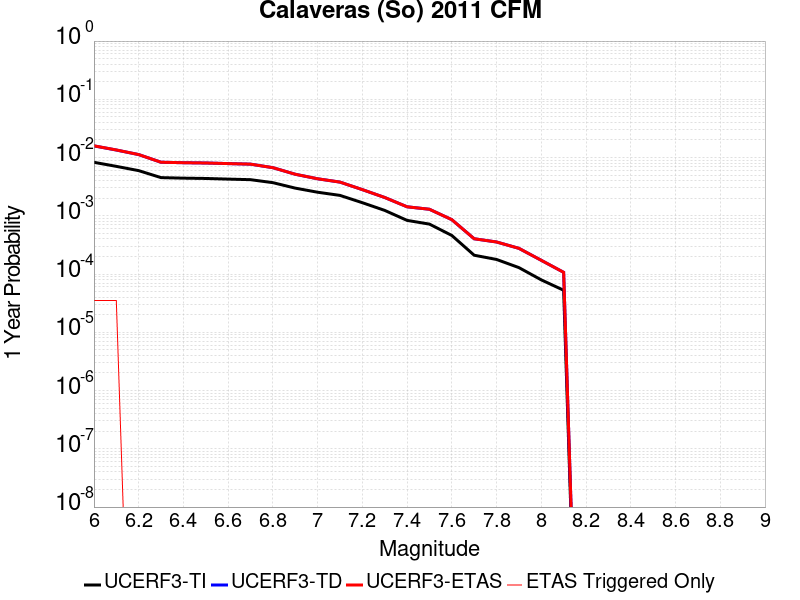 Calaveras (So) 2011 CFM
10^0
10^-1
10^-2
10^-3
10^-4
10^-5
10^-6
10^-7
10^-8
1 Year Probability
6 6.2 6.4 6.6 6.8 7 7.2 7.4 7.6 7.8 8 8.2 8.4 8.6 8.8 9
Magnitude
UCERF3-TI UCERF3-TD UCERF3-ETAS ETAS Triggered Only